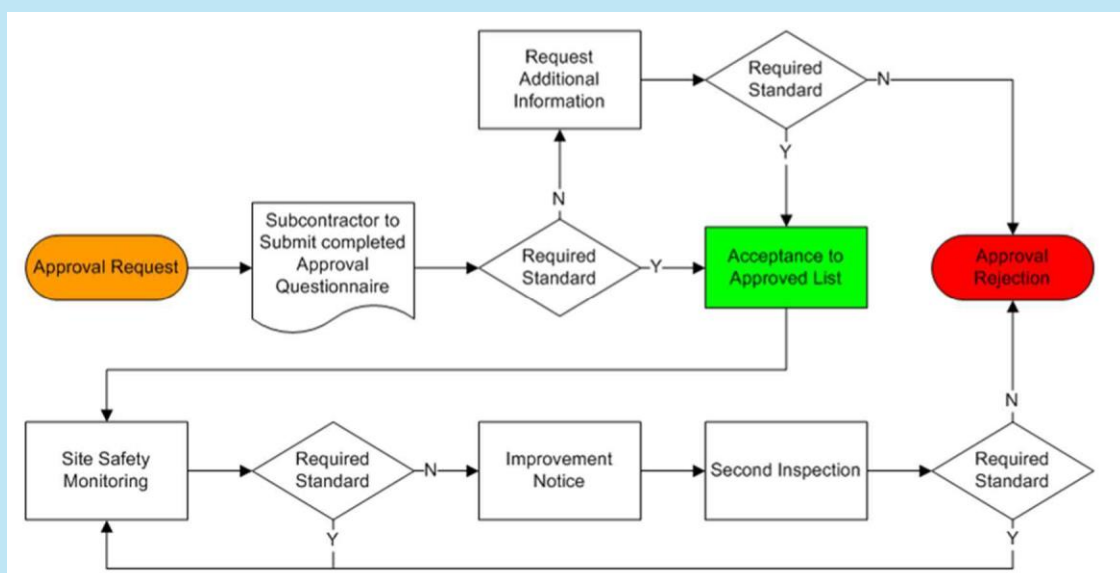 Request
Additional
Information
Required
Standard
N
Y
N
Approval Request
Subcontractor to
Submit completed
Approval
Questionnaire
Required
Standard
Y
Acceptance to
Approved List
Approval
Rejection
Site Safety
Monitoring
Required
Standard
N
Y
Improvement
Notice
Second Inspection
Required
Standard
N
Y